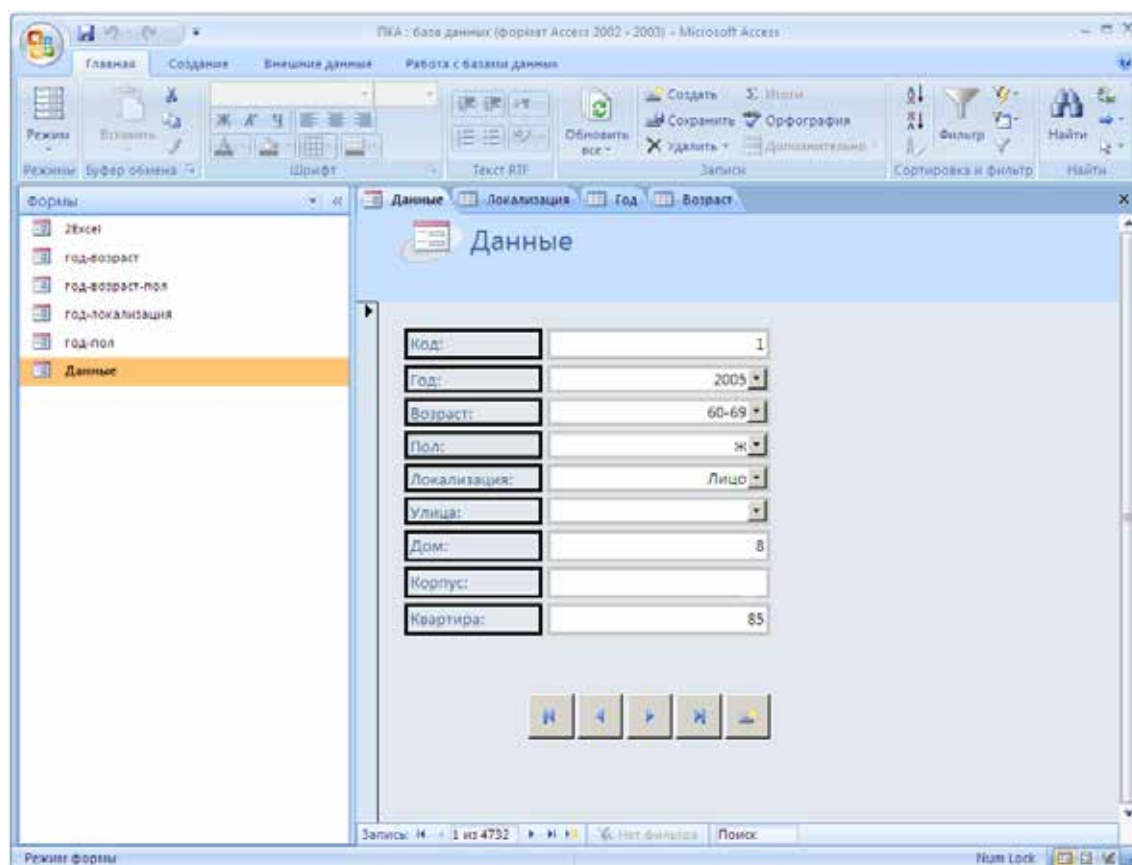 ПКА : база данных (формат Access 2002 - 2003) - Microsoft Access
Главная Создание Внешние данные Работа с базами данных
Режим
Вставить
Ж К Ч
Обновить все
Создать
Сохранить
Удалить
Σ Итоги
Орфография
Дополнительно
Фильтр
Найти
Режимы Буфер обмена Шрифт Текст RTF Записи Сортировка и фильтр Найти
Формы
2Excel
год-возраст
год-возраст-пол
год-локализация
год-пол
Данные
Данные Локализация Год Возраст
Данные
Код: 1
Год: 2005
Возраст: 60-69
Пол: ж
Локализация: Лицо
Улица:
Дом: 8
Корпус:
Квартира: 85
Запись: 1 из 4732 Нет фильтра Поиск
Режим формы Num Lock